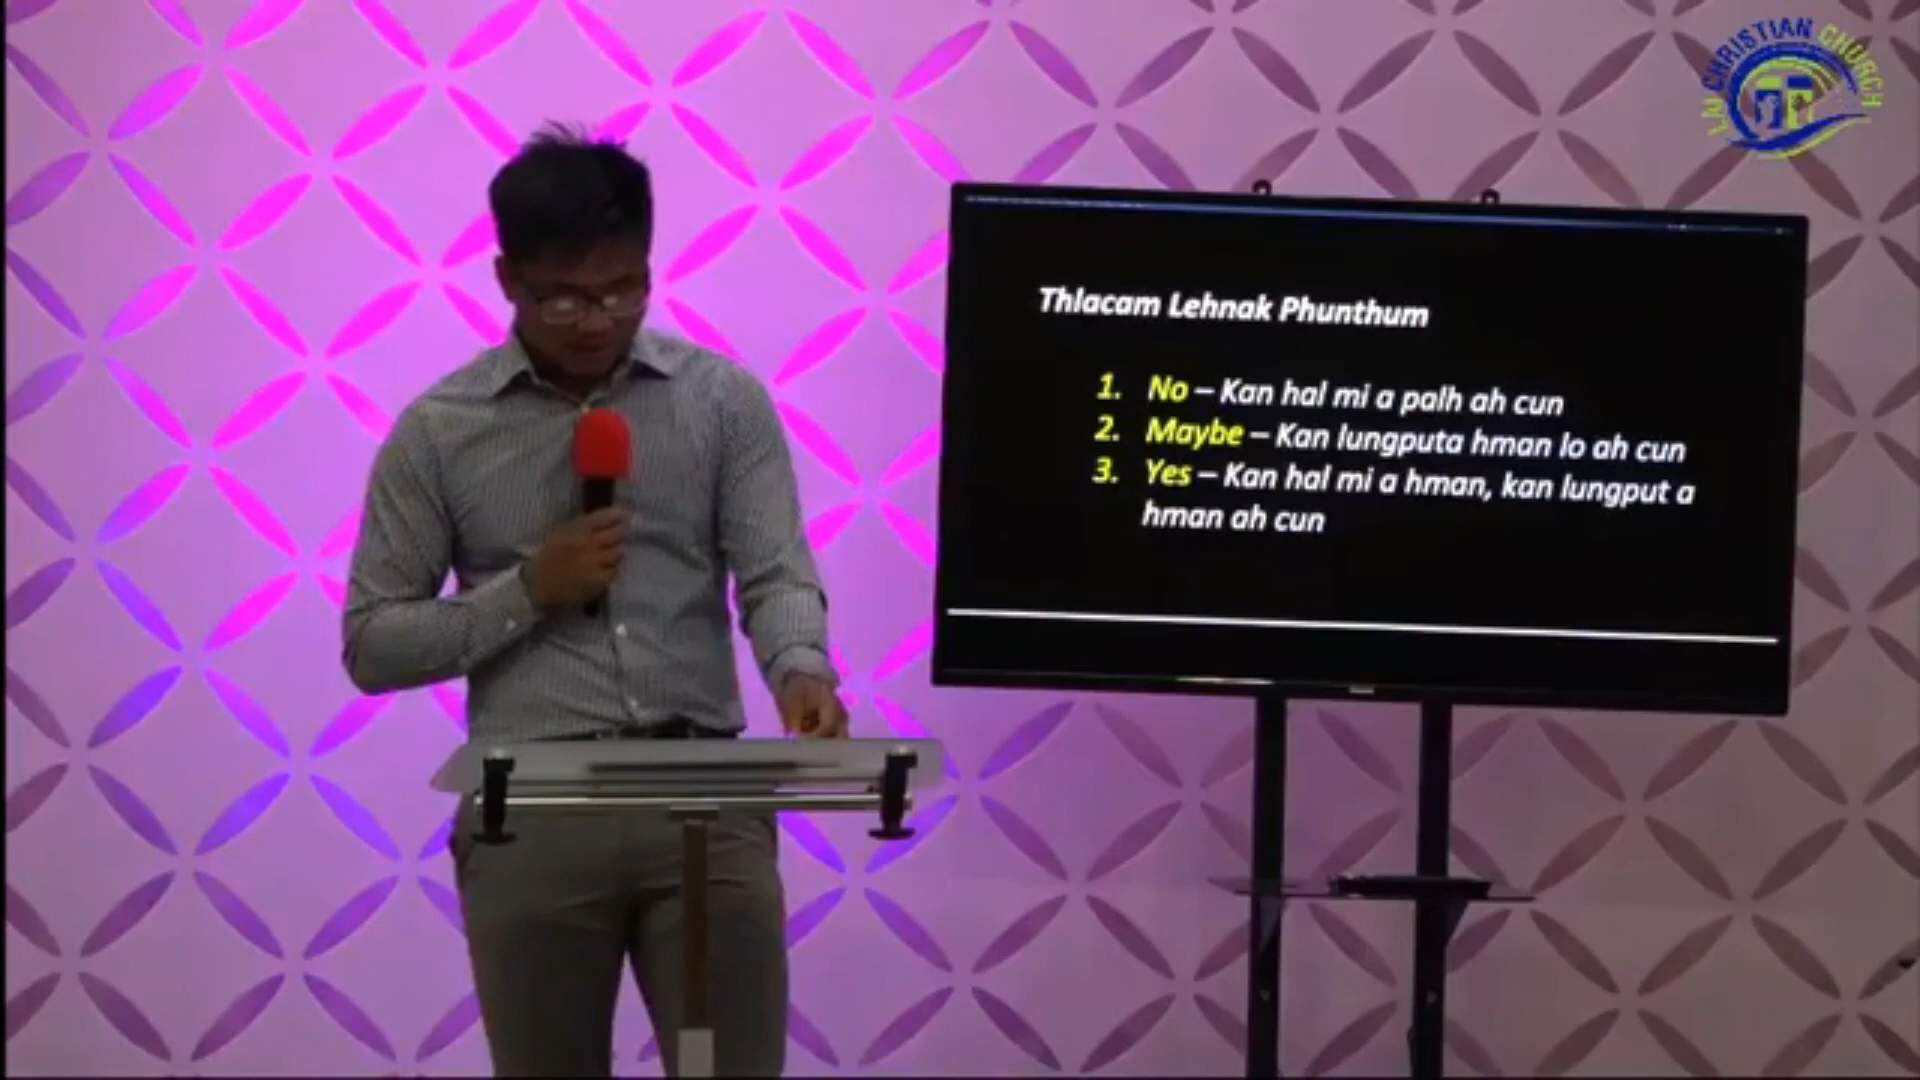 LAI CHRISTIAN CHURCH
Thlacam Lehnak Phunthum
1. No – Kan hal mi a palh ah cun
2. Maybe – Kan lungputa hman lo ah cun
3. Yes – Kan hal mi a hman, kan lungput a
hman ah cun